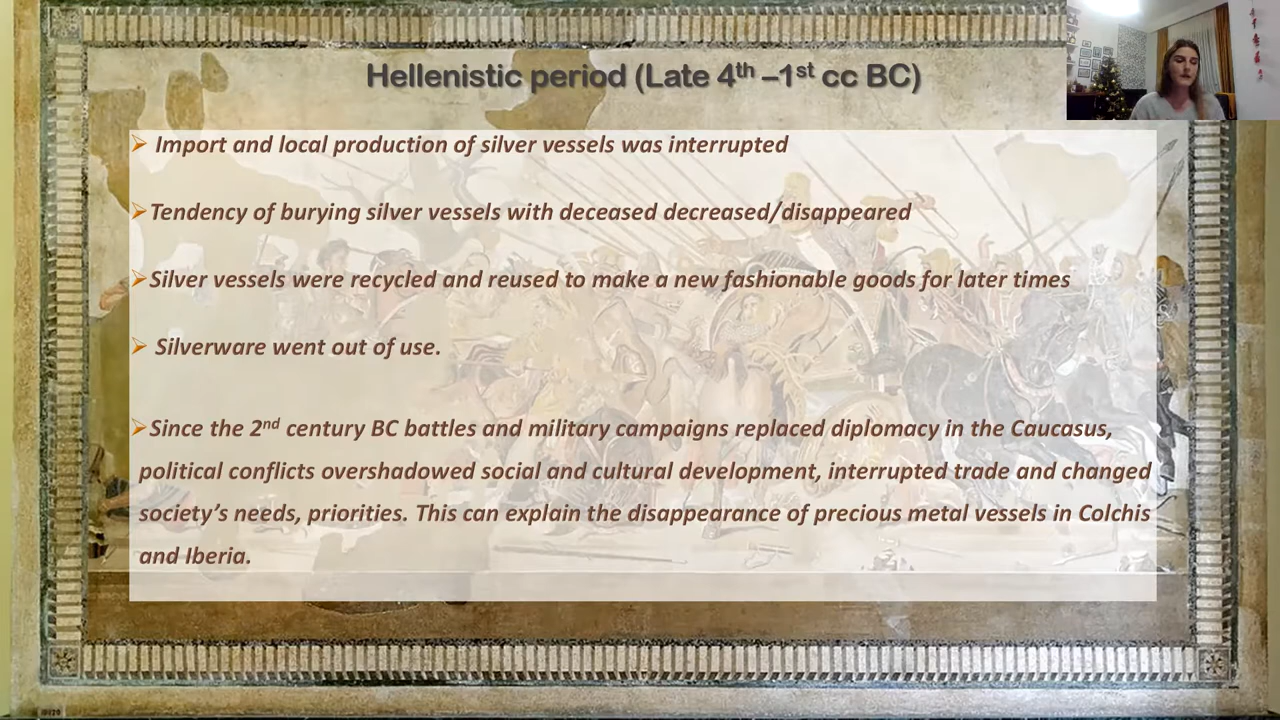 Hellenistic period (Late 4th –1st cc BC)
➢ Import and local production of silver vessels was interrupted
➢Tendency of burying silver vessels with deceased decreased/disappeared
➢Silver vessels were recycled and reused to make a new fashionable goods for later times
➢ Silverware went out of use.
➢Since the 2nd century BC battles and military campaigns replaced diplomacy in the Caucasus,
political conflicts overshadowed social and cultural development, interrupted trade and changed
society’s needs, priorities. This can explain the disappearance of precious metal vessels in Colchis
and Iberia.